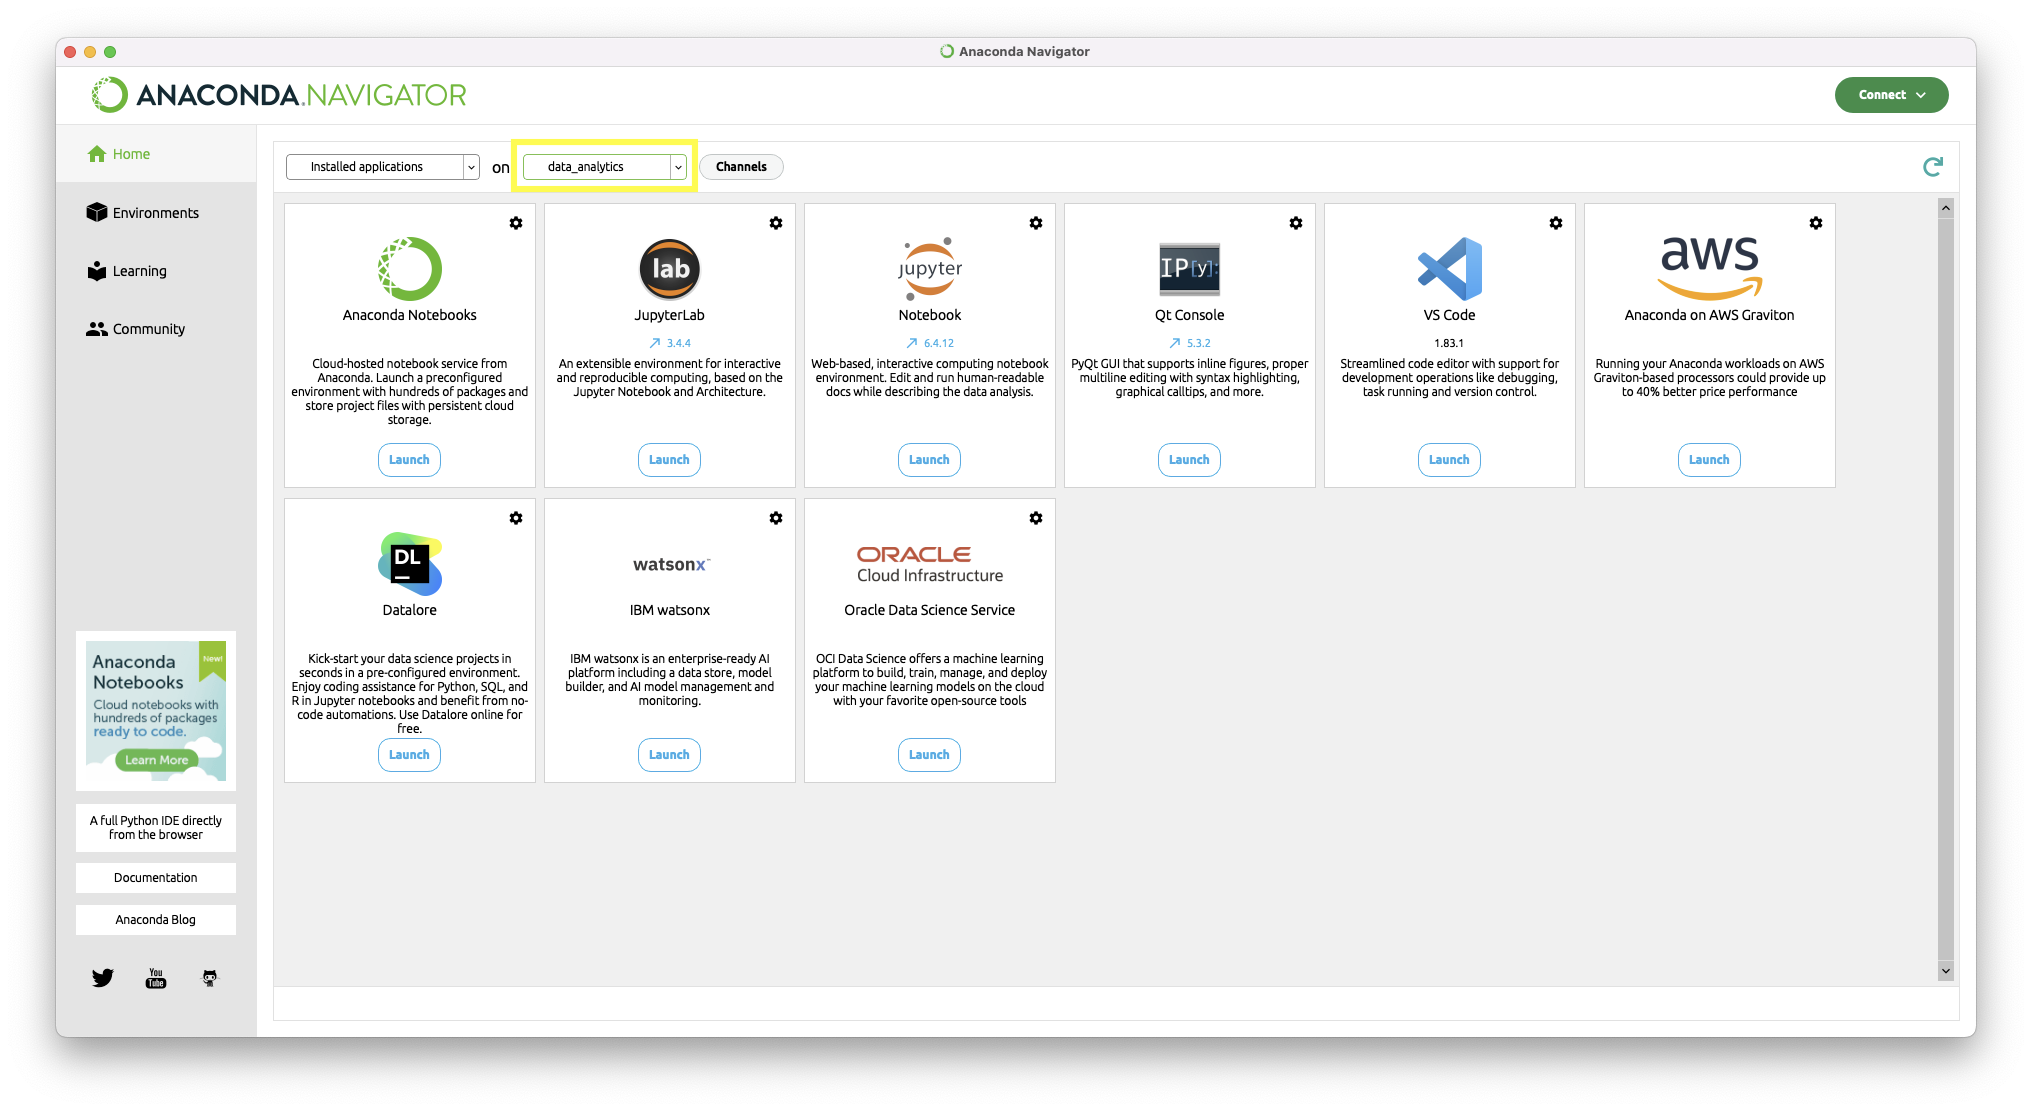 Anaconda Navigator
ANACONDA.NAVIGATOR
Connect
Home
Environments
Learning
Community
Installed applications
on
data_analytics
Channels
Anaconda Notebooks
Cloud-hosted notebook service from
Anaconda. Launch a preconfigured
environment with hundreds of packages and
store project files with persistent cloud
storage.
Launch
lab
JupyterLab
3.4.4
An extensible environment for interactive
and reproducible computing, based on the
Jupyter Notebook and Architecture.
Launch
jupyter
Notebook
6.4.12
Web-based, interactive computing notebook
environment. Edit and run human-readable
docs while describing the data analysis.
Launch
IP[y]:
Qt Console
5.3.2
PyQt GUI that supports inline figures, proper
multiline editing with syntax highlighting,
graphical calltips, and more.
Launch
VS Code
1.83.1
Streamlined code editor with support for
development operations like debugging,
task running and version control.
Launch
aws
Anaconda on AWS Graviton
Running your Anaconda workloads on AWS
Graviton-based processors could provide up
to 40% better price performance
Launch
DL
Datalore
Kick-start your data science projects in
seconds in a pre-configured environment.
Enjoy coding assistance for Python, SQL, and
R in Jupyter notebooks and benefit from no-
code automations. Use Datalore online for
free.
Launch
watsonx™
IBM watsonx
IBM watsonx is an enterprise-ready AI
platform including a data store, model
builder, and AI model management and
monitoring.
Launch
ORACLE
Cloud Infrastructure
Oracle Data Science Service
OCI Data Science offers a machine learning
platform to build, train, manage, and deploy
your machine learning models on the cloud
with your favorite open-source tools
Launch
Anaconda
Notebooks
New!
Cloud notebooks with
hundreds of packages
ready to code.
Learn More
A full Python IDE directly
from the browser
Documentation
Anaconda Blog
You
Tube